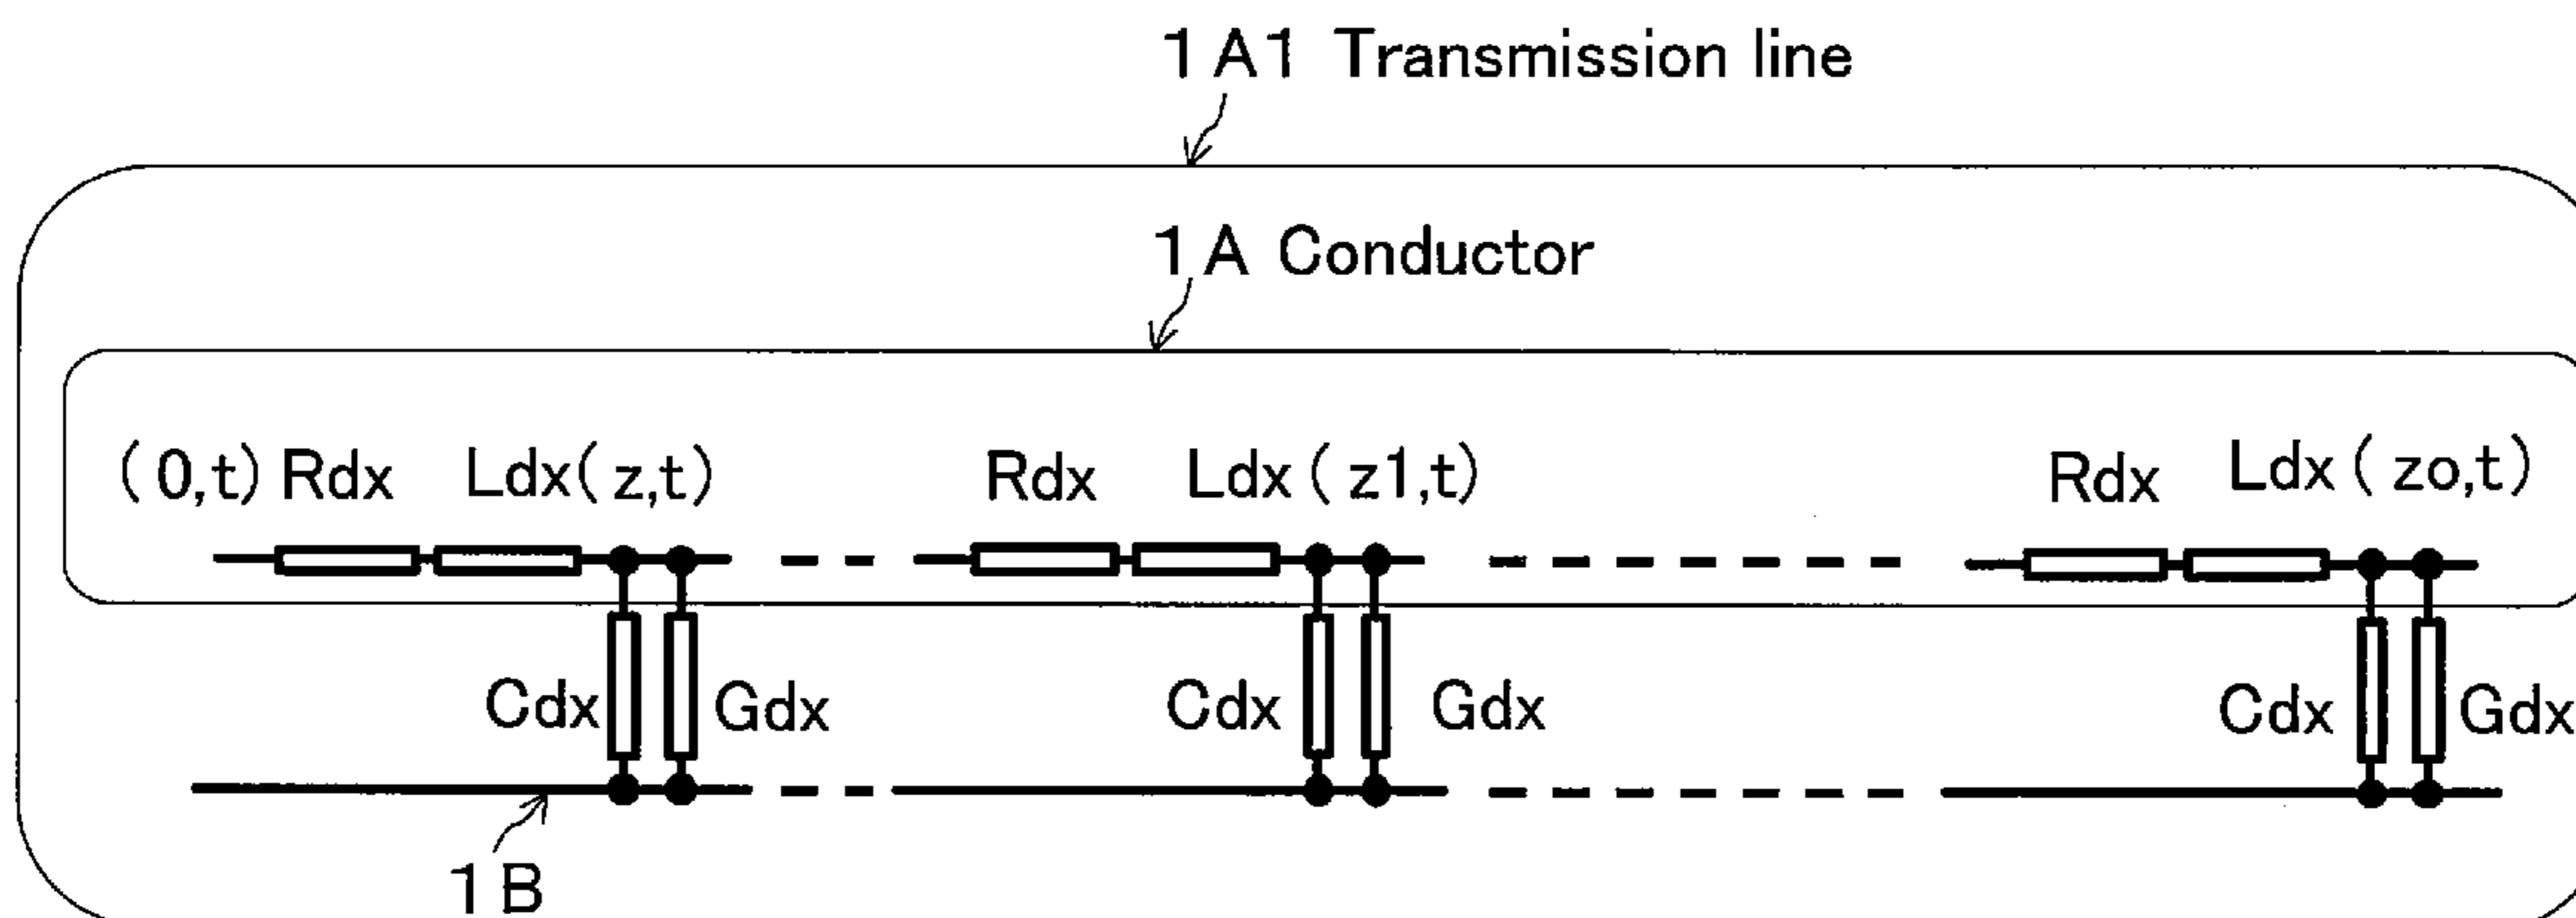 1A1 Transmission line
1A Conductor
(0,t) Rdx Ldx(z,t) Rdx Ldx(z1,t) Rdx Ldx(zo,t)
Cdx Gdx Cdx Gdx Cdx Gdx
1B